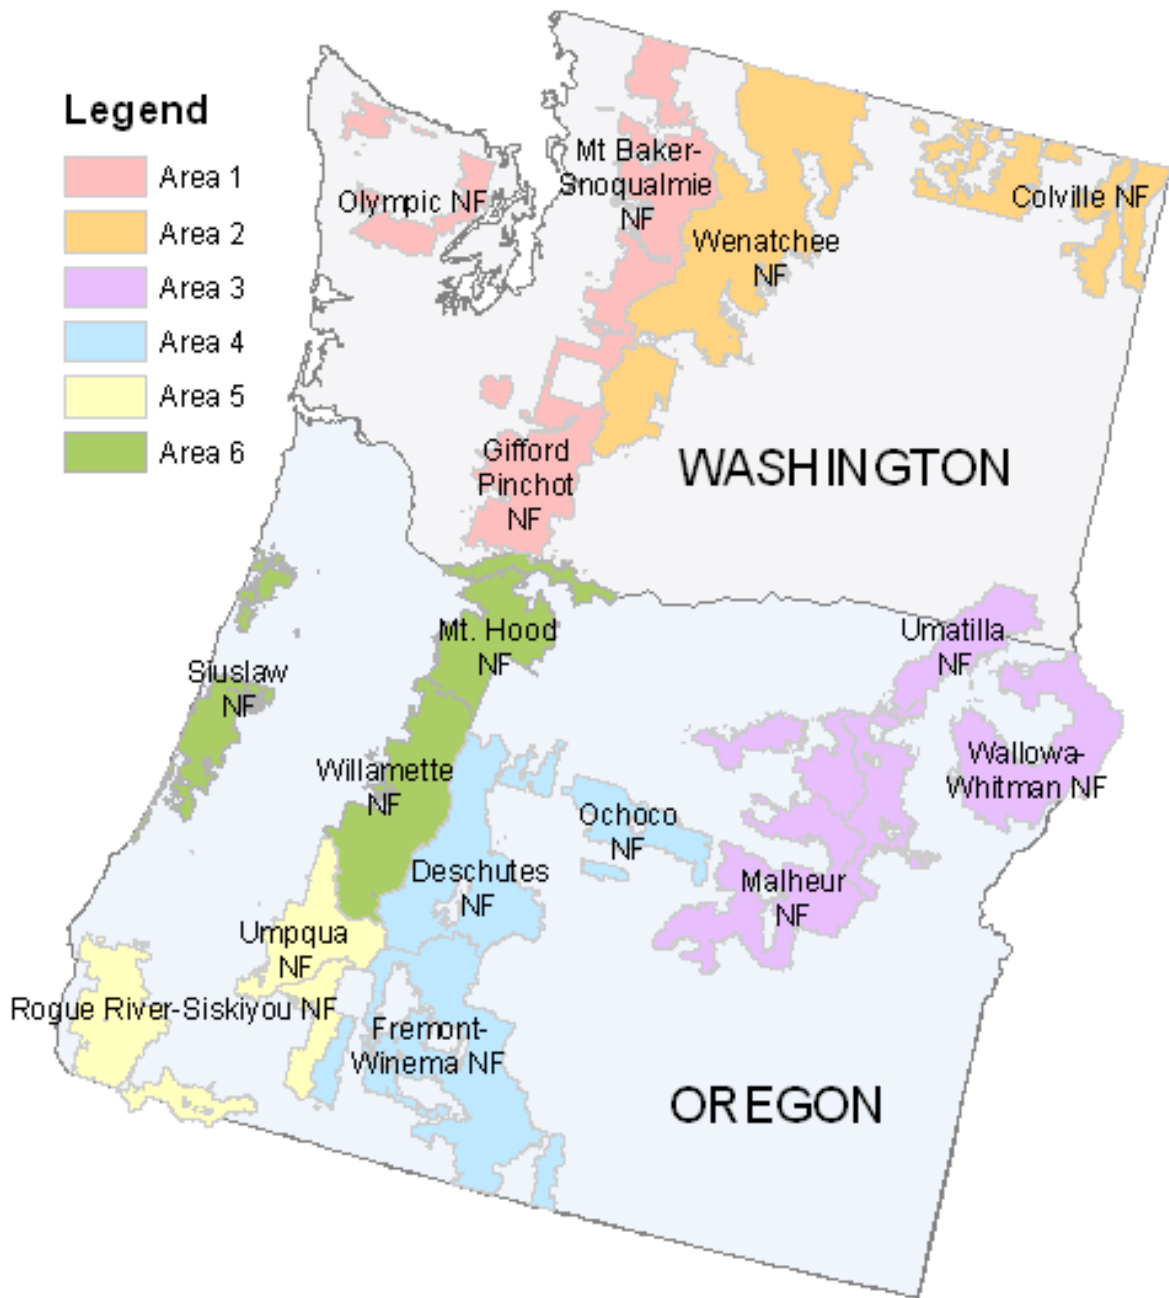 Legend
Area 1
Area 2
Area 3
Area 4
Area 5
Area 6
Olympic NF
Mt Baker-
Snoqualmie
NF
Wenatchee
NF
Colville NF
Gifford
Pinchot
NF
WASHINGTON
Mt. Hood
NF
Umatilla
NF
Siuslaw
NF
Willamette
NF
Wallowa-
Whitman NF
Ochoco
NF
Deschutes
NF
Malheur
NF
Umpqua
NF
Rogue River-Siskiyou NF
Fremont-
Winema NF
OREGON